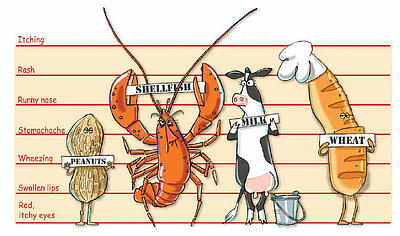 Itching
Rash
Runny nose
Stomachache
Wheezing
Swollen lips
Red,
itchy eyes
PEANUTS
SHELLFISH
MILK
WHEAT